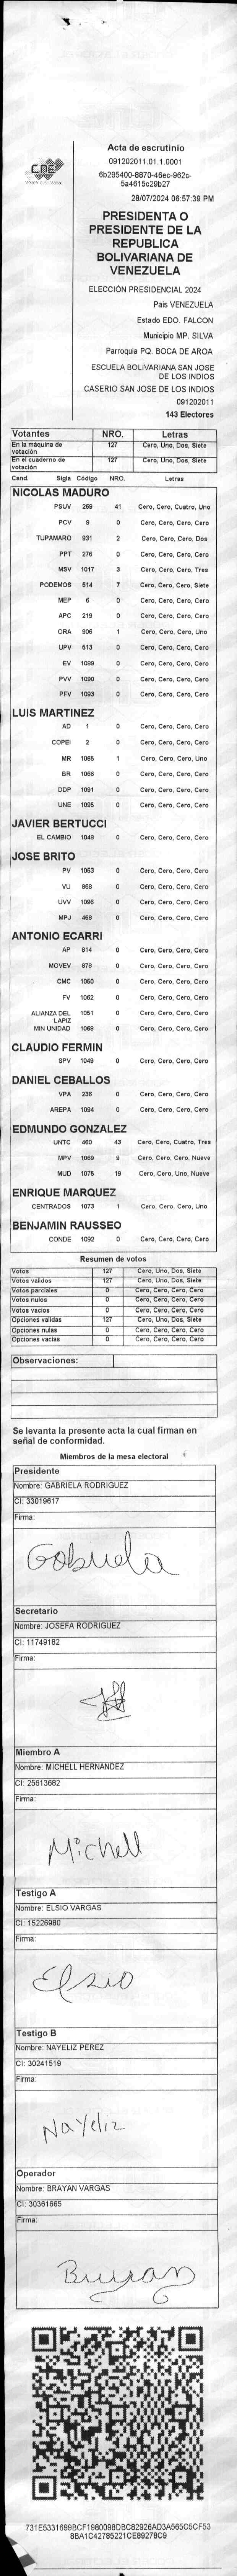 CNE
Acta de escrutinio
091202011.01.1.0001
6b295400-8870-46ec-962c-
5a4615c29b27
28/07/2024 06:57:39 PM
PRESIDENTA O
PRESIDENTE DE LA
REPUBLICA
BOLIVARIANA DE
VENEZUELA
ELECCIÓN PRESIDENCIAL 2024
Pais VENEZUELA
Estado EDO. FALCON
Municipio MP. SILVA
Parroquia PQ. BOCA DE AROA
ESCUELA BOLIVARIANA SAN JOSE
DE LOS INDIOS
CASERIO SAN JOSE DE LOS INDIOS
091202011
143 Electores
Votantes NRO. Letras
En la máquina de votación 127 Cero, Uno, Dos, Siete
En el cuaderno de votación 127 Cero, Uno, Dos, Siete
Cand. Sigla Código NRO. Letras
NICOLAS MADURO
PSUV 269 41 Cero, Cero, Cuatro, Uno
PCV 9 0 Cero, Cero, Cero, Cero
TUPAMARO 931 2 Cero, Cero, Cero, Dos
PPT 276 0 Cero, Cero, Cero, Cero
MSV 1017 3 Cero, Cero, Cero, Tres
PODEMOS 514 7 Cero, Cero, Cero, Siete
MEP 6 0 Cero, Cero, Cero, Cero
APC 219 0 Cero, Cero, Cero, Cero
ORA 906 1 Cero, Cero, Cero, Uno
UPV 513 0 Cero, Cero, Cero, Cero
EV 1089 0 Cero, Cero, Cero, Cero
PVV 1090 0 Cero, Cero, Cero, Cero
PFV 1093 0 Cero, Cero, Cero, Cero
LUIS MARTINEZ
AD 1 0 Cero, Cero, Cero, Cero
COPEI 2 0 Cero, Cero, Cero, Cero
MR 1065 1 Cero, Cero, Cero, Uno
BR 1066 0 Cero, Cero, Cero, Cero
DDP 1091 0 Cero, Cero, Cero, Cero
UNE 1095 0 Cero, Cero, Cero, Cero
JAVIER BERTUCCI
EL CAMBIO 1048 0 Cero, Cero, Cero, Cero
JOSE BRITO
PV 1053 0 Cero, Cero, Cero, Cero
VU 868 0 Cero, Cero, Cero, Cero
UVV 1096 0 Cero, Cero, Cero, Cero
MPJ 458 0 Cero, Cero, Cero, Cero
ANTONIO ECARRI
AP 914 0 Cero, Cero, Cero, Cero
MOVEV 878 0 Cero, Cero, Cero, Cero
CMC 1050 0 Cero, Cero, Cero, Cero
FV 1052 0 Cero, Cero, Cero, Cero
ALIANZA DEL LAPIZ 1051 0 Cero, Cero, Cero, Cero
MIN UNIDAD 1068 0 Cero, Cero, Cero, Cero
CLAUDIO FERMIN
SPV 1049 0 Cero, Cero, Cero, Cero
DANIEL CEBALLOS
VPA 236 0 Cero, Cero, Cero, Cero
AREPA 1094 0 Cero, Cero, Cero, Cero
EDMUNDO GONZALEZ
UNTC 460 43 Cero, Cero, Cuatro, Tres
MPV 1069 9 Cero, Cero, Cero, Nueve
MUD 1075 19 Cero, Cero, Uno, Nueve
ENRIQUE MARQUEZ
CENTRADOS 1073 1 Cero, Cero, Cero, Uno
BENJAMIN RAUSSEO
CONDE 1092 0 Cero, Cero, Cero, Cero
Resumen de votos
Votos 127 Cero, Uno, Dos, Siete
Votos validos 127 Cero, Uno, Dos, Siete
Votos parciales 0 Cero, Cero, Cero, Cero
Votos nulos 0 Cero, Cero, Cero, Cero
Votos vacios 0 Cero, Cero, Cero, Cero
Opciones validas 127 Cero, Uno, Dos, Siete
Opciones nulas 0 Cero, Cero, Cero, Cero
Opciones vacias 0 Cero, Cero, Cero, Cero
Observaciones:
Se levanta la presente acta la cual firman en
señal de conformidad.
Miembros de la mesa electoral
Presidente
Nombre: GABRIELA RODRIGUEZ
CI: 33019617
Firma:
Gabriela
Secretario
Nombre: JOSEFA RODRIGUEZ
CI: 11749182
Firma:
Miembro A
Nombre: MICHELL HERNANDEZ
CI: 25613682
Firma:
Michell
Testigo A
Nombre: ELSIO VARGAS
CI: 15226980
Firma:
Elsio
Testigo B
Nombre: NAYELIZ PEREZ
CI: 30241519
Firma:
Nayeliz
Operador
Nombre: BRAYAN VARGAS
CI: 30361665
Firma:
Brayan
731E5331699BCF1980098DBC82926AD3A565C5CF53
8BA1C42785221CE89278C9